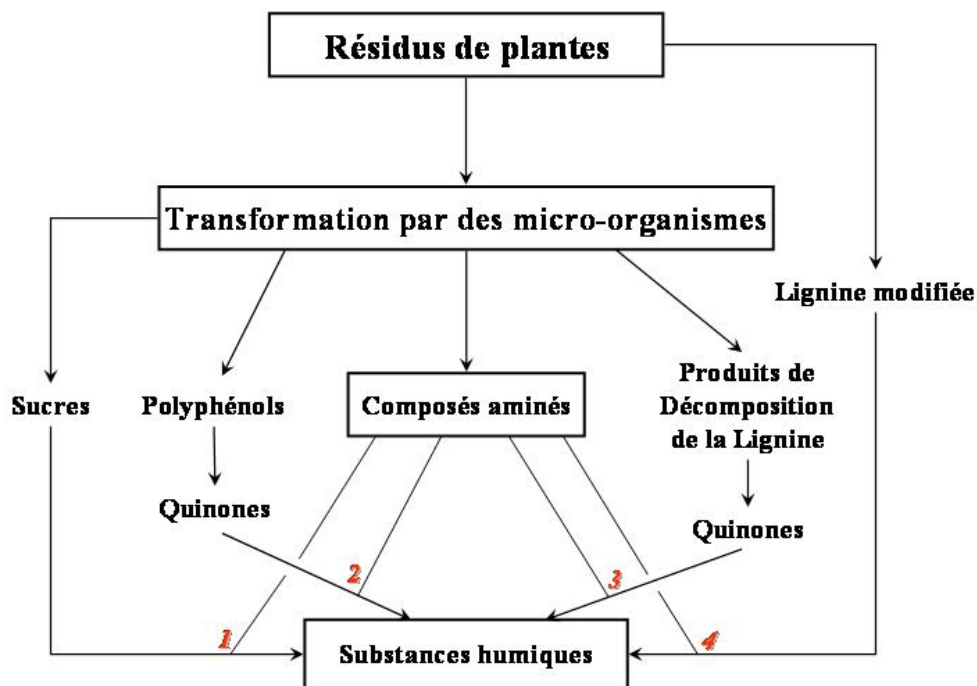 Résidus de plantes
Transformation par des micro-organismes
Lignine modifiée
Sucres
Polyphénols
Composés aminés
Produits de
Décomposition
de la Lignine
Quinones
Quinones
2
3
1
4
Substances humiques